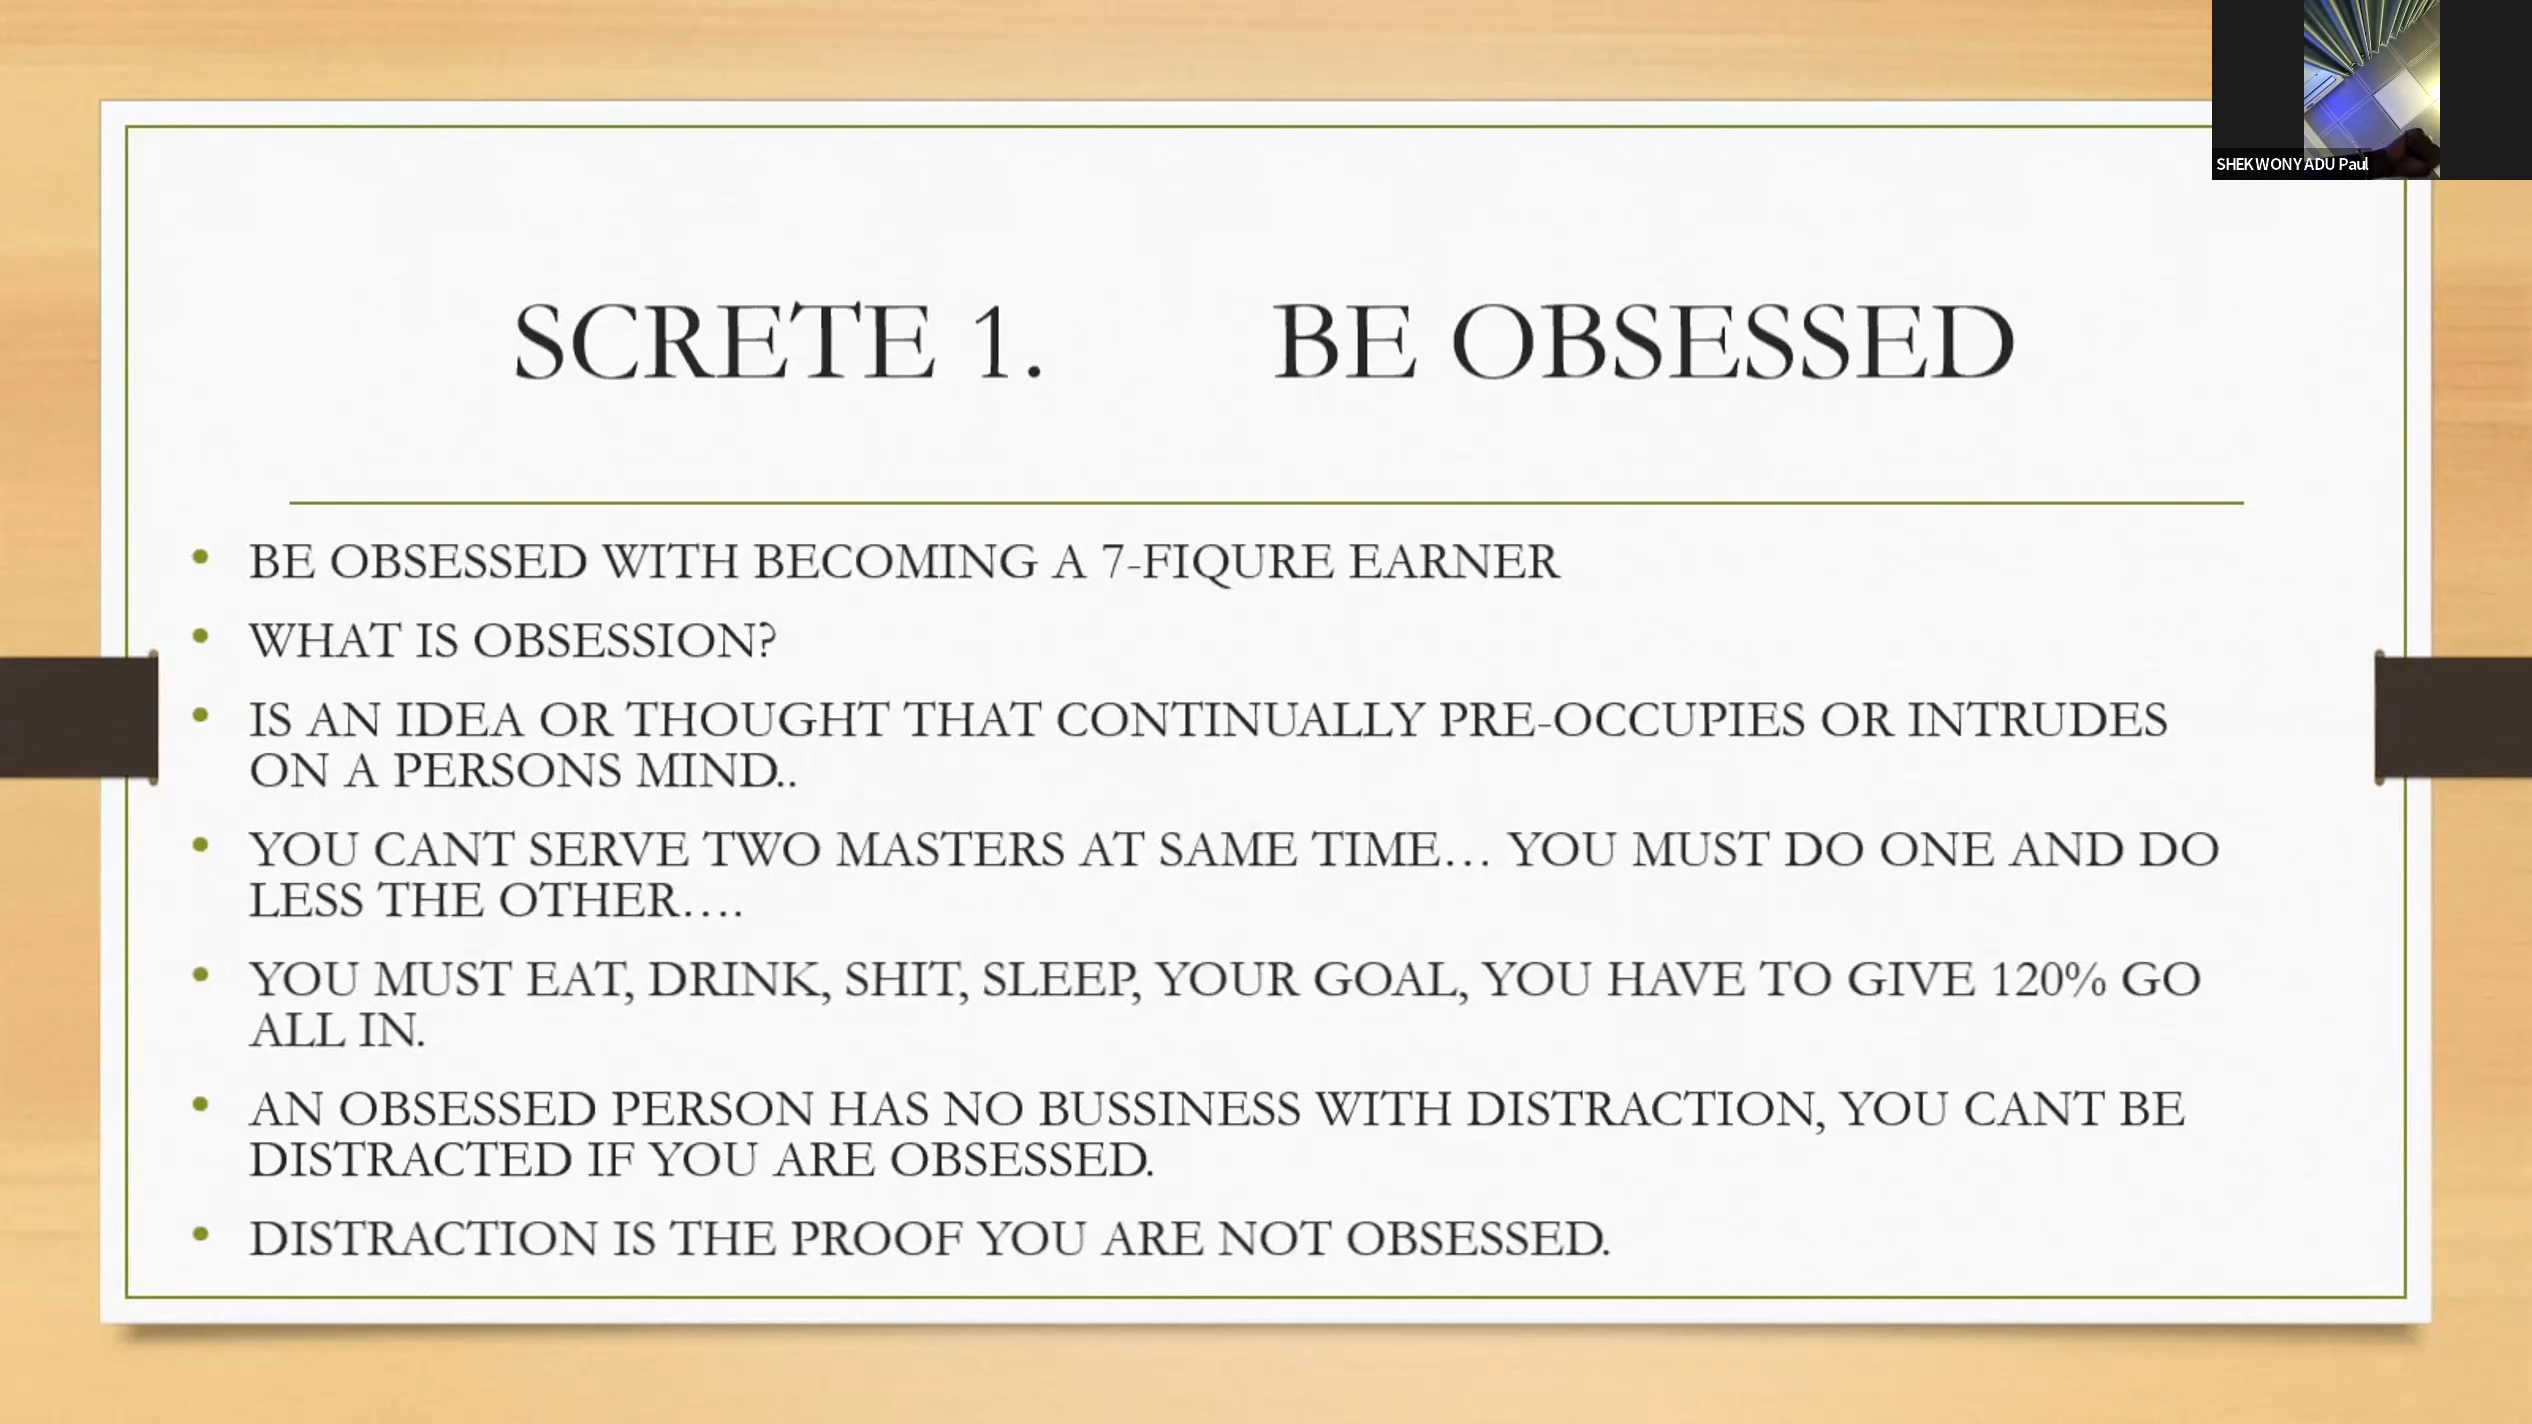 SHEKWONYADU Paul
SCRETE 1. BE OBSESSED
• BE OBSESSED WITH BECOMING A 7-FIQURE EARNER
• WHAT IS OBSESSION?
• IS AN IDEA OR THOUGHT THAT CONTINUALLY PRE-OCCUPIES OR INTRUDES
ON A PERSONS MIND..
• YOU CANT SERVE TWO MASTERS AT SAME TIME… YOU MUST DO ONE AND DO
LESS THE OTHER….
• YOU MUST EAT, DRINK, SHIT, SLEEP, YOUR GOAL, YOU HAVE TO GIVE 120% GO
ALL IN.
• AN OBSESSED PERSON HAS NO BUSSINESS WITH DISTRACTION, YOU CANT BE
DISTRACTED IF YOU ARE OBSESSED.
• DISTRACTION IS THE PROOF YOU ARE NOT OBSESSED.